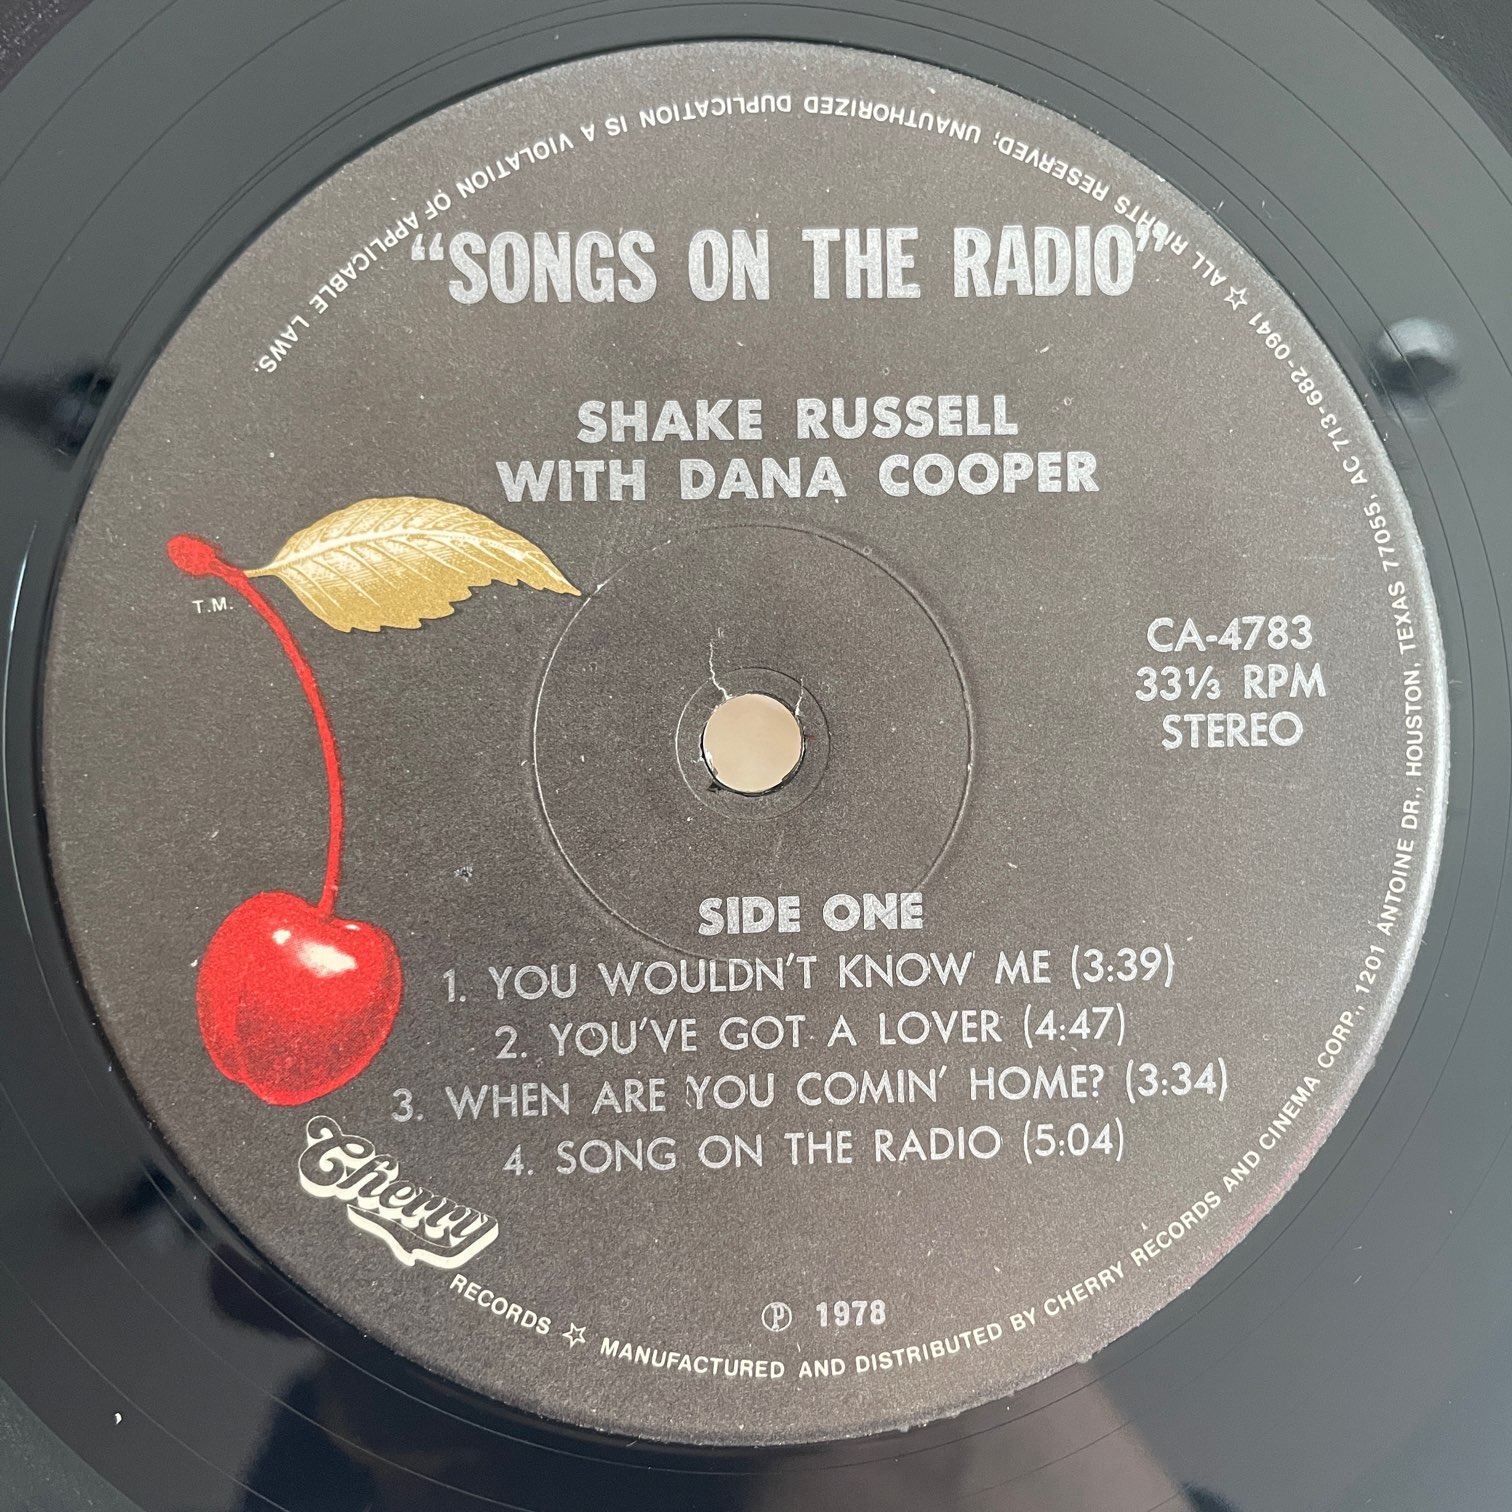 "SONGS ON THE RADIO"
SHAKE RUSSELL
WITH DANA COOPER
T.M.
CA-4783
33⅓ RPM
STEREO
SIDE ONE
1. YOU WOULDN'T KNOW ME (3:39)
2. YOU'VE GOT A LOVER (4:47)
3. WHEN ARE YOU COMIN' HOME? (3:34)
4. SONG ON THE RADIO (5:04)
Cherry
℗ 1978
RECORDS ☆ MANUFACTURED AND DISTRIBUTED BY CHERRY RECORDS AND CINEMA CORP., 1201 ANTOINE DR., HOUSTON, TEXAS 77055, AC 713-682-0941 ☆ ALL RIGHTS RESERVED; UNAUTHORIZED DUPLICATION IS A VIOLATION OF APPLICABLE LAWS.